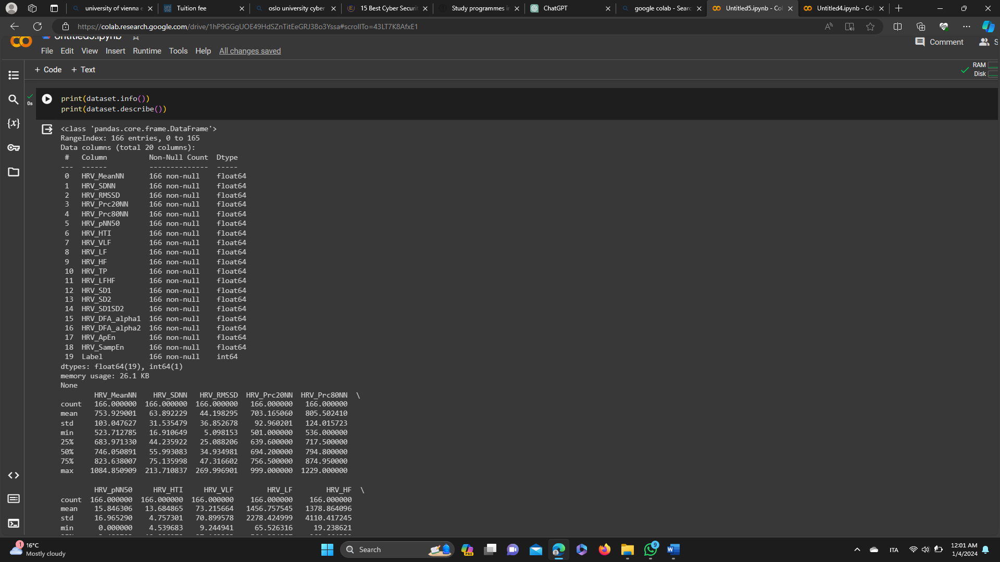 university of vienna e
Tuition fee
oslo university cyber
15 Best Cyber Securit
Study programmes i
ChatGPT
google colab - Searc
Untitled5.ipynb - Co
Untitled4.ipynb - Co
https://colab.research.google.com/drive/1hP9GGgUOE49HdSZnTitEeGRJ38o3Yssa#scrollTo=43LT7K8AfxE1
Untitled5.ipynb
File Edit View Insert Runtime Tools Help All changes saved
Comment
S
+ Code + Text
RAM
Disk
0s
print(dataset.info())
print(dataset.describe())
<class 'pandas.core.frame.DataFrame'>
RangeIndex: 166 entries, 0 to 165
Data columns (total 20 columns):
# Column Non-Null Count Dtype
--- ------ -------------- -----
0 HRV_MeanNN 166 non-null float64
1 HRV_SDNN 166 non-null float64
2 HRV_RMSSD 166 non-null float64
3 HRV_Prc20NN 166 non-null float64
4 HRV_Prc80NN 166 non-null float64
5 HRV_pNN50 166 non-null float64
6 HRV_HTI 166 non-null float64
7 HRV_VLF 166 non-null float64
8 HRV_LF 166 non-null float64
9 HRV_HF 166 non-null float64
10 HRV_TP 166 non-null float64
11 HRV_LFHF 166 non-null float64
12 HRV_SD1 166 non-null float64
13 HRV_SD2 166 non-null float64
14 HRV_SD1SD2 166 non-null float64
15 HRV_DFA_alpha1 166 non-null float64
16 HRV_DFA_alpha2 166 non-null float64
17 HRV_ApEn 166 non-null float64
18 HRV_SampEn 166 non-null float64
19 Label 166 non-null int64
dtypes: float64(19), int64(1)
memory usage: 26.1 KB
None
HRV_MeanNN HRV_SDNN HRV_RMSSD HRV_Prc20NN HRV_Prc80NN \
count 166.000000 166.000000 166.000000 166.000000 166.000000
mean 753.929001 63.892229 44.198295 703.165060 805.502410
std 103.047627 31.535479 36.852678 92.960201 124.015723
min 523.712785 16.910649 5.098153 501.000000 536.000000
25% 683.971330 44.235922 25.088206 639.600000 717.500000
50% 746.050891 55.993083 34.934981 694.200000 794.800000
75% 823.638007 75.135998 47.316602 756.500000 874.950000
max 1084.850909 213.710837 269.996901 999.000000 1229.000000
HRV_pNN50 HRV_HTI HRV_VLF HRV_LF HRV_HF \
count 166.000000 166.000000 166.000000 166.000000 166.000000
mean 15.846306 13.684865 73.215664 1456.757545 1378.864096
std 16.965290 4.757301 70.899578 2278.424999 4110.417245
min 0.000000 4.539683 9.244941 65.526316 19.238621
1
16°C
Mostly cloudy
Search
PRE
9
ITA
12:01 AM
1/4/2024